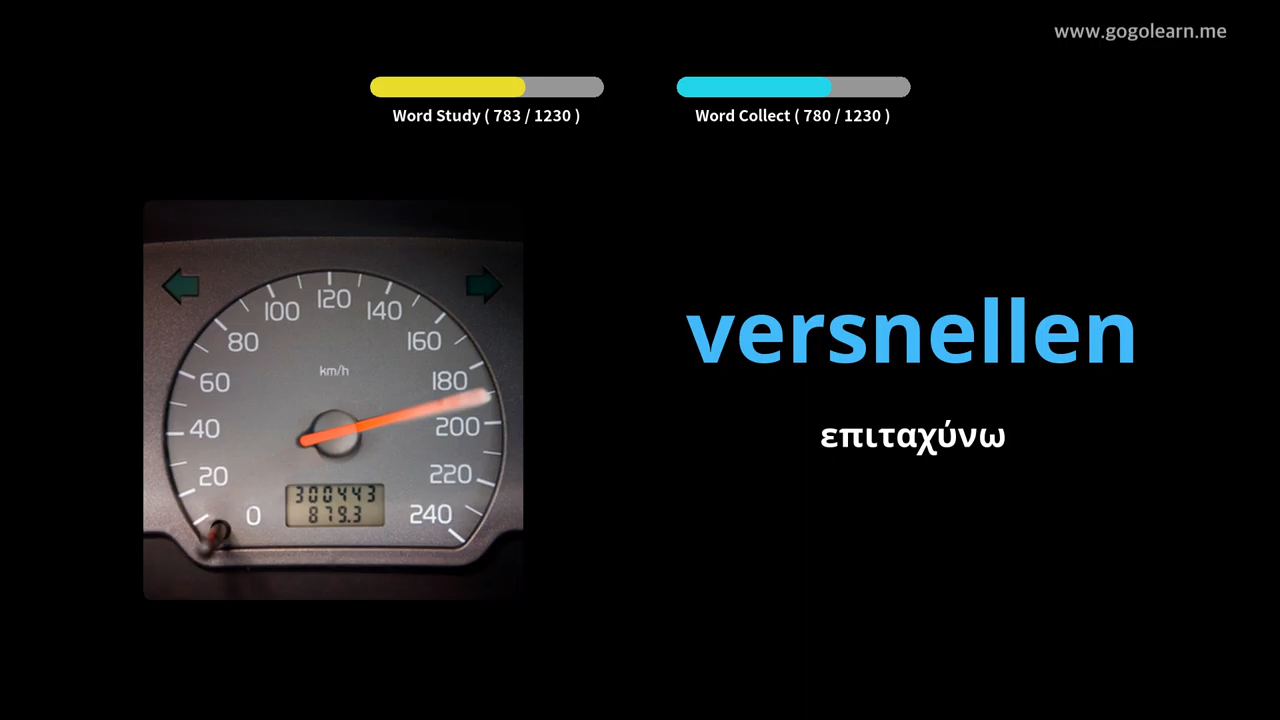 www.gogolearn.me
Word Study ( 783 / 1230 )
Word Collect ( 780 / 1230 )
120
100
140
80
160
km/h
60
180
40
200
20
220
300443
0
879.3
240
versnellen
επιταχύνω